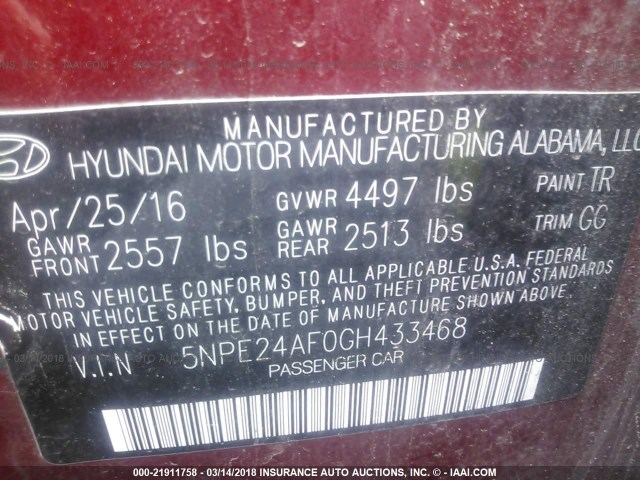 MANUFACTURED BY
HYUNDAI MOTOR MANUFACTURING ALABAMA, LLC
Apr/25/16 GVWR 4497 lbs PAINT TR
GAWR FRONT 2557 lbs GAWR REAR 2513 lbs TRIM GG
THIS VEHICLE CONFORMS TO ALL APPLICABLE U.S.A. FEDERAL
MOTOR VEHICLE SAFETY, BUMPER, AND THEFT PREVENTION STANDARDS
IN EFFECT ON THE DATE OF MANUFACTURE SHOWN ABOVE.
V.I.N 5NPE24AF0GH433468
PASSENGER CAR
000-21911758 — 03/14/2018 INSURANCE AUTO AUCTIONS, INC. - IAAI.COM